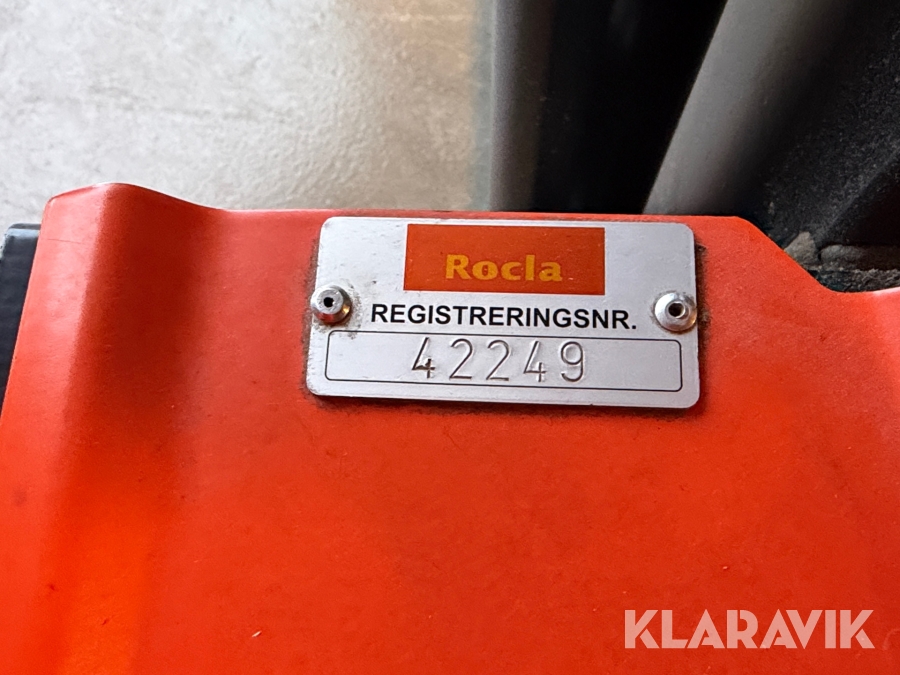 Rocla
REGISTRERINGSNR.
42249
KLARAVIK